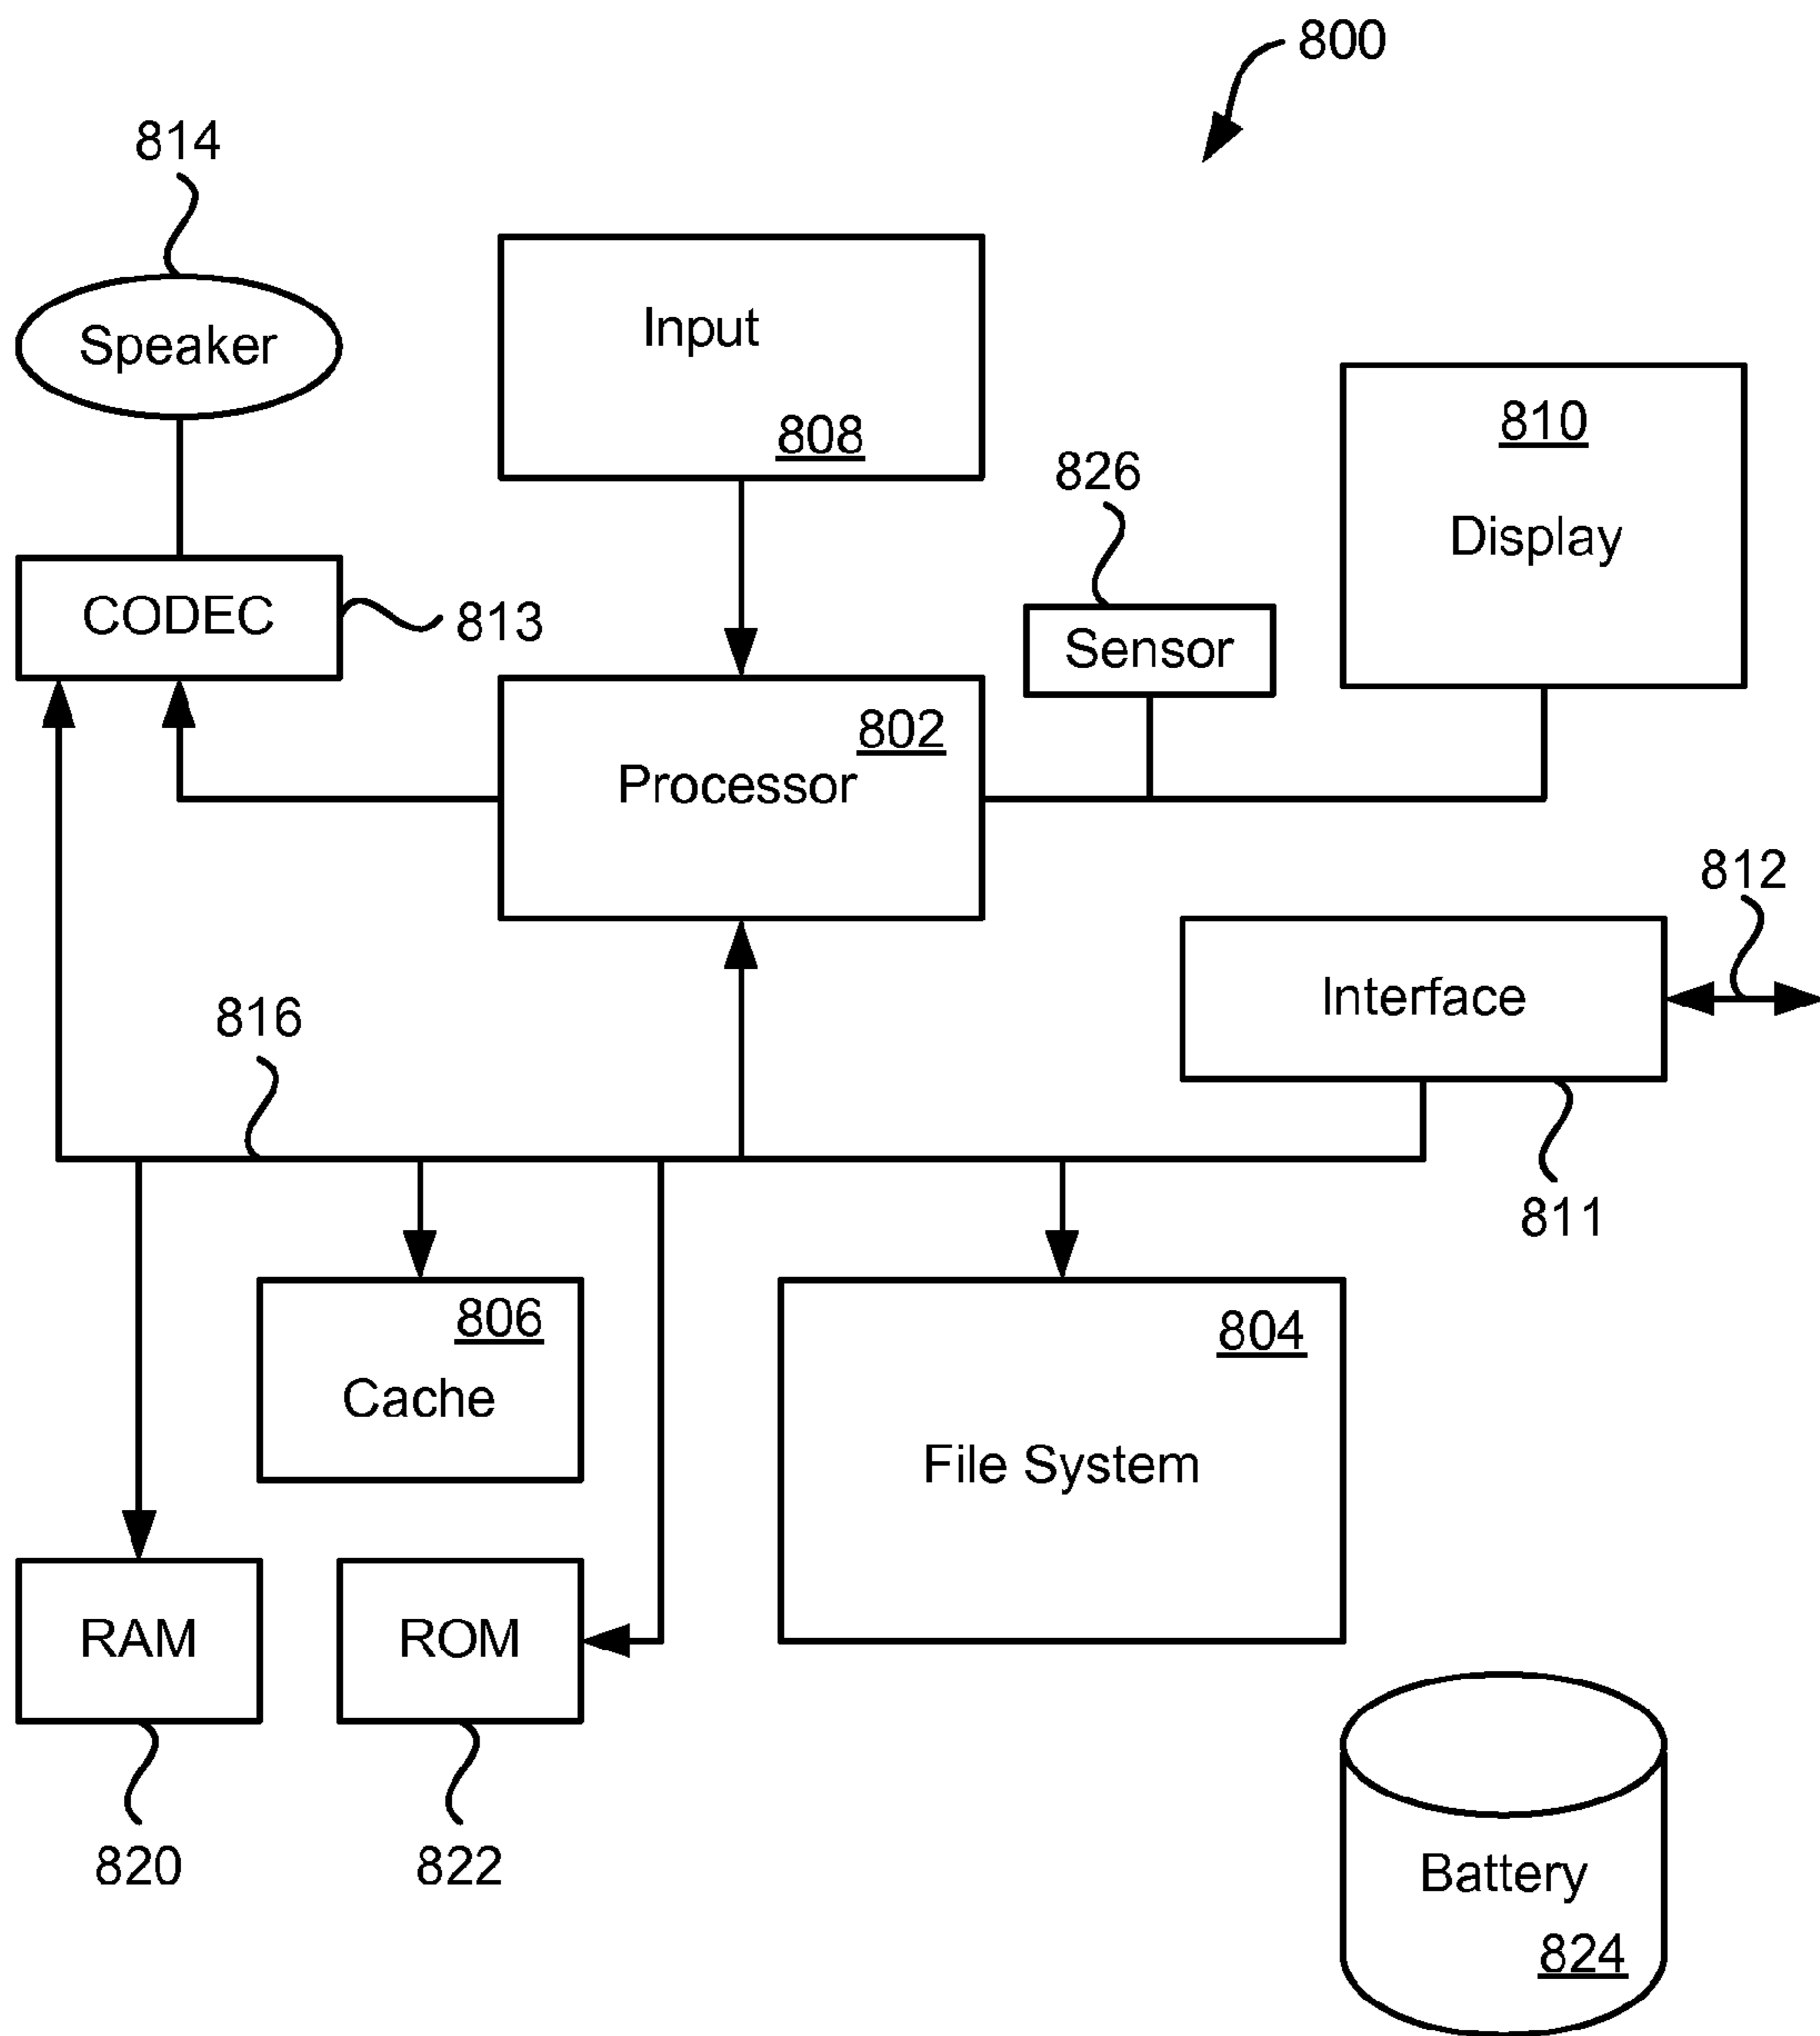 800
814
Speaker
Input
808
810
Display
826
Sensor
CODEC
813
802
Processor
812
Interface
816
811
806
Cache
804
File System
RAM
ROM
820
822
Battery
824